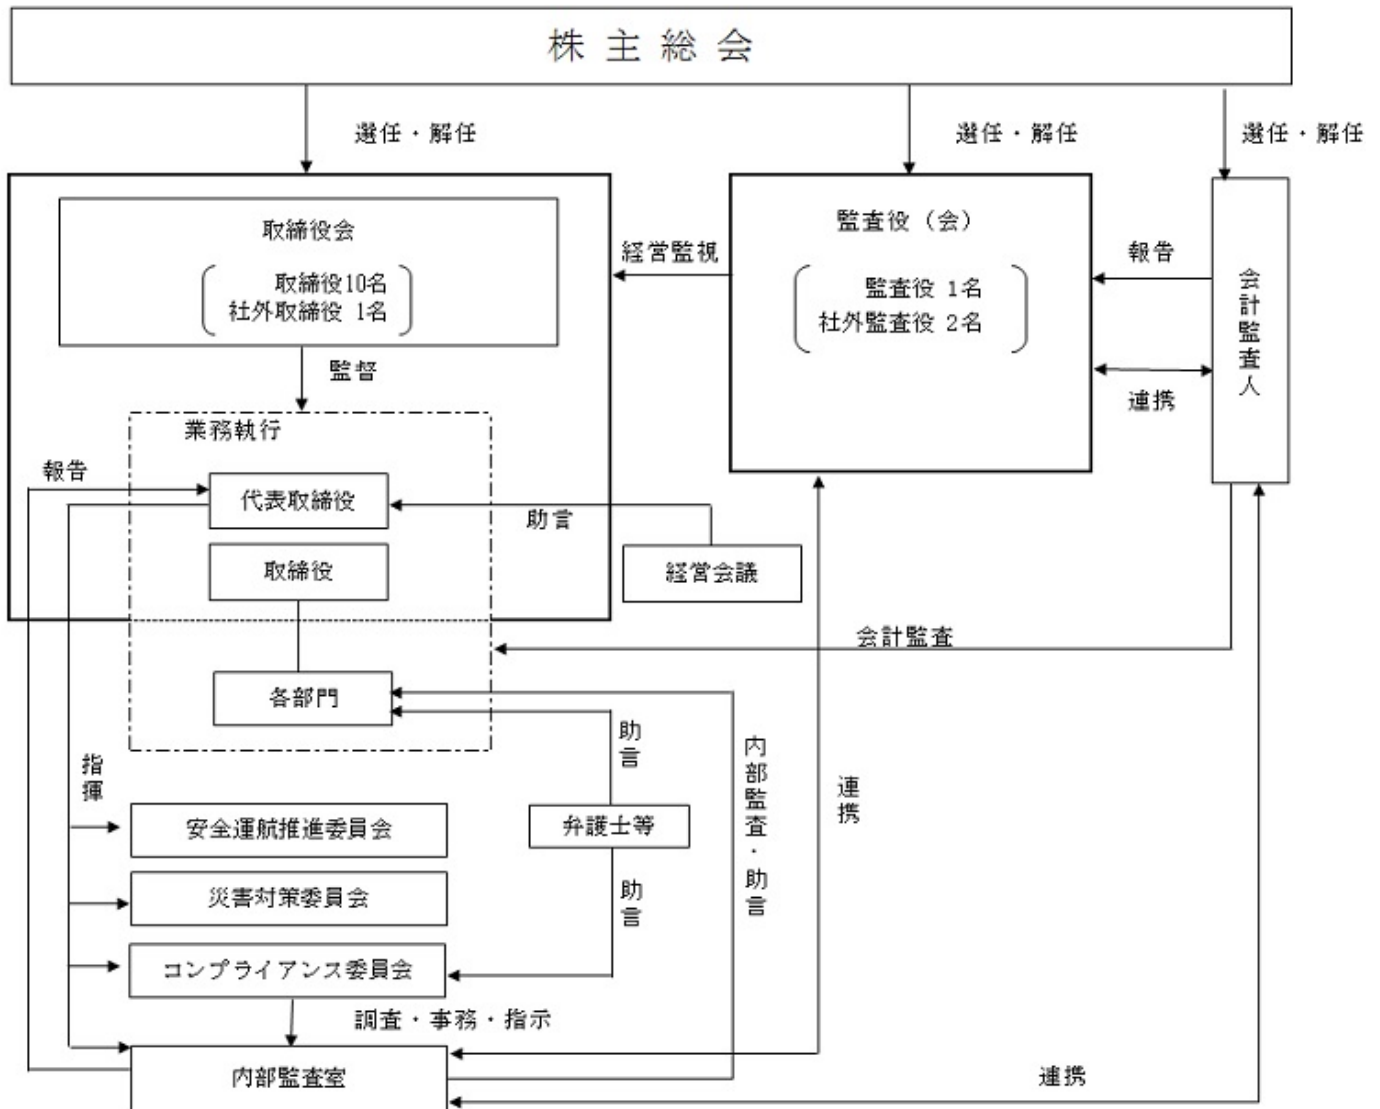 株主総会
選任・解任
選任・解任
選任・解任
取締役会
取締役10名
社外取締役 1名
監督
経営監視
監査役（会）
監査役 1名
社外監査役 2名
報告
連携
会計監査人
業務執行
報告
代表取締役
助言
取締役
経営会議
会計監査
各部門
指揮
助言
内部監査・助言
連携
安全運航推進委員会
弁護士等
災害対策委員会
助言
コンプライアンス委員会
調査・事務・指示
内部監査室
連携